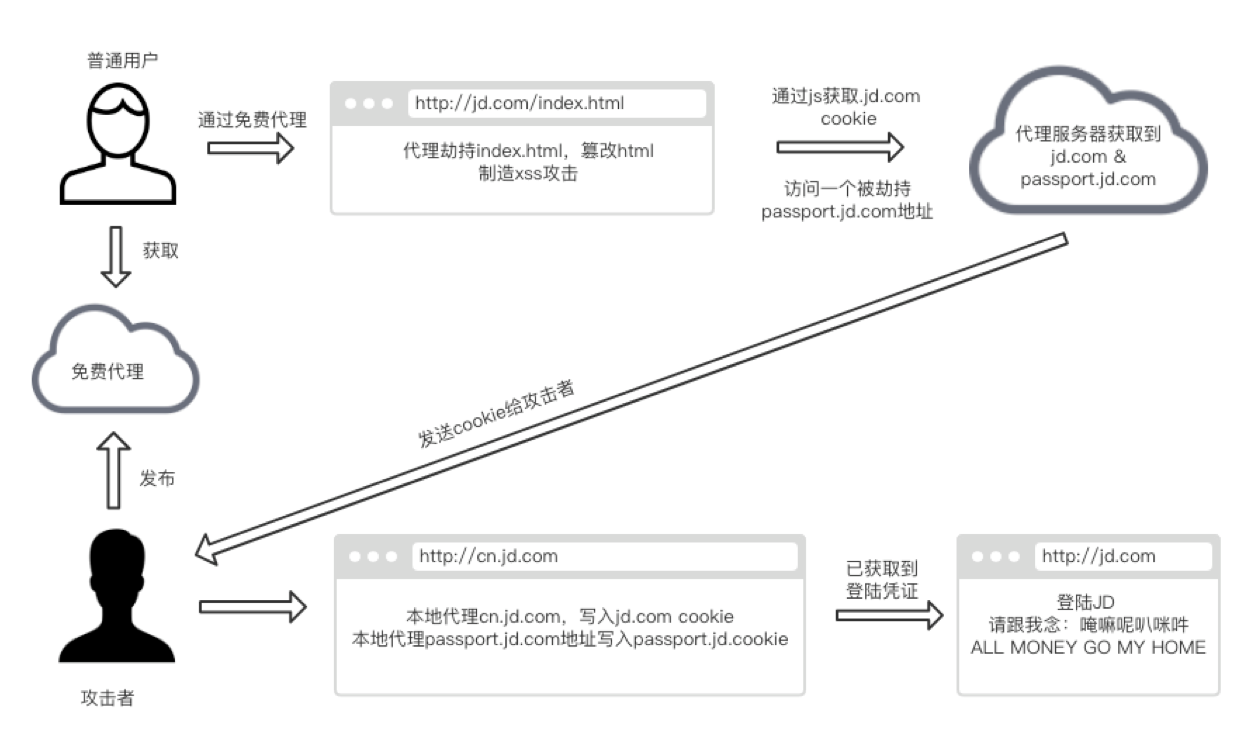 普通用户
通过免费代理
http://jd.com/index.html
代理劫持index.html，篡改html
制造xss攻击
通过js获取.jd.com
cookie
访问一个被劫持
passport.jd.com地址
代理服务器获取到
jd.com &
passport.jd.com
获取
免费代理
发送cookie给攻击者
发布
攻击者
http://cn.jd.com
本地代理cn.jd.com，写入jd.com cookie
本地代理passport.jd.com地址写入passport.jd.cookie
已获取到
登陆凭证
http://jd.com
登陆JD
请跟我念：唵嘛呢叭咪吽
ALL MONEY GO MY HOME